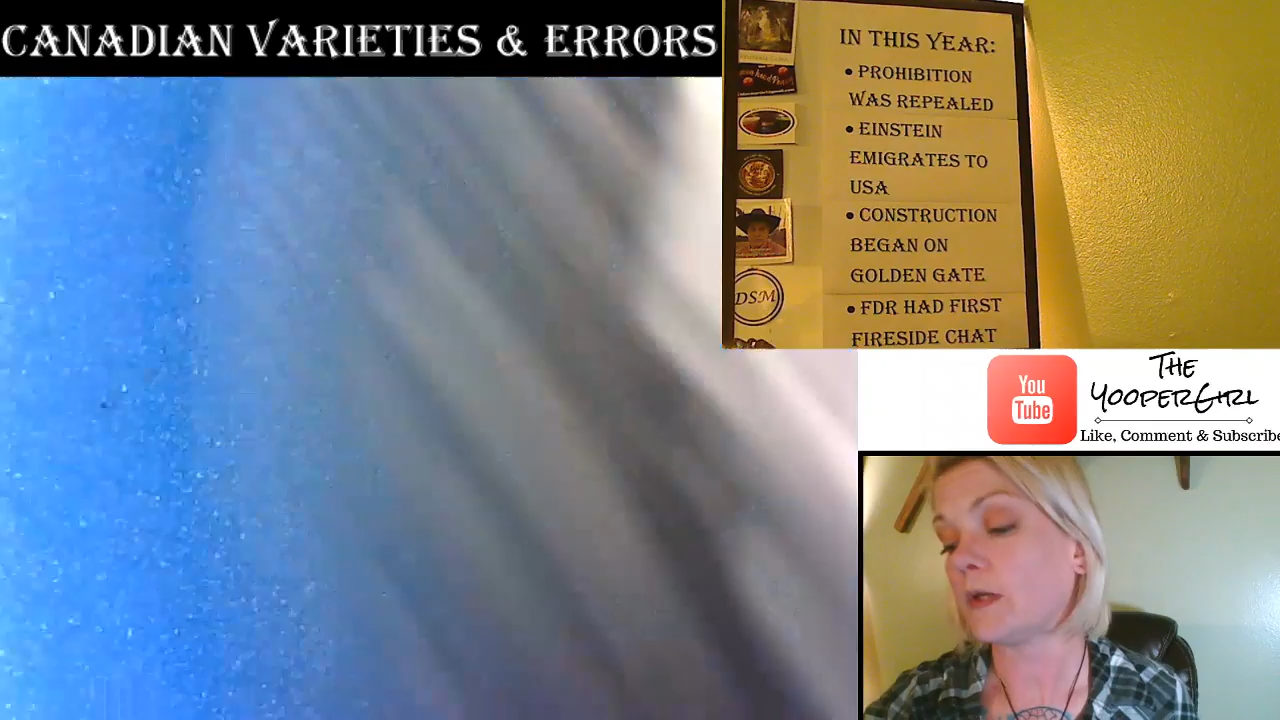 CANADIAN VARIETIES & ERRORS
IN THIS YEAR:
• PROHIBITION
WAS REPEALED
• EINSTEIN
EMIGRATES TO
USA
• CONSTRUCTION
BEGAN ON
GOLDEN GATE
• FDR HAD FIRST
FIRESIDE CHAT
DSM
You
Tube
THE
YOOPERGIRL
Like, Comment & Subscribe